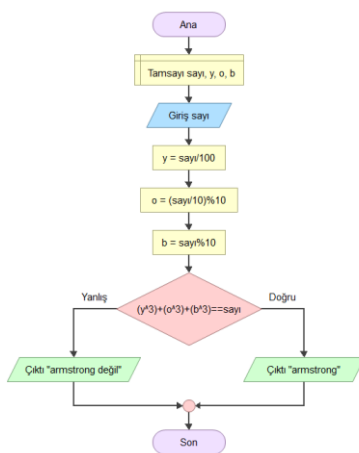 Ana
Tamsayı sayı, y, o, b
Giriş sayı
y = sayı/100
o = (sayı/10)%10
b = sayı%10
Yanlış
Doğru
(y^3)+(o^3)+(b^3)==sayı
Çıktı "armstrong değil"
Çıktı "armstrong"
Son